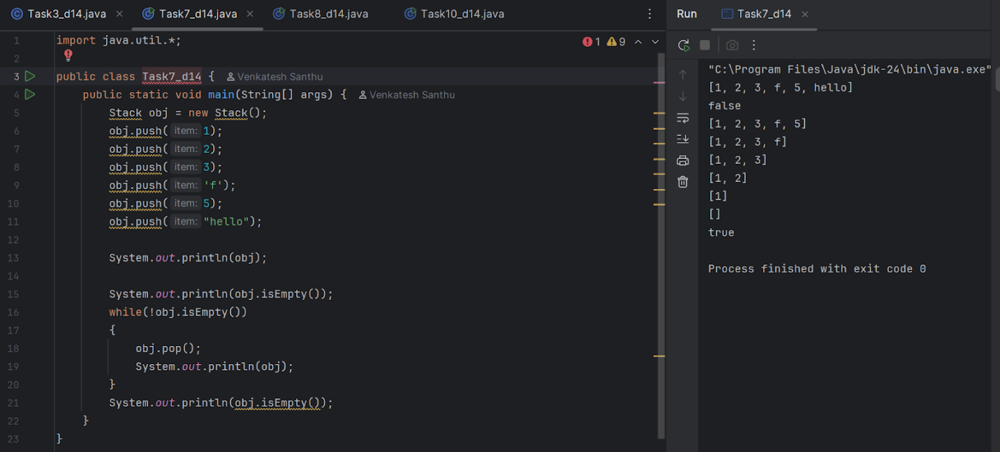 Task3_d14.java × Task7_d14.java × Task8_d14.java Task10_d14.java
Run Task7_d14 ×
1 import java.util.*;
1 9
2
3 public class Task7_d14 { Venkatesh Santhu
4 public static void main(String[] args) { Venkatesh Santhu
5 Stack obj = new Stack();
6 obj.push( item: 1);
7 obj.push( item: 2);
8 obj.push( item: 3);
9 obj.push( item: 'f');
10 obj.push( item: 5);
11 obj.push( item: "hello");
12
13 System.out.println(obj);
14
15 System.out.println(obj.isEmpty());
16 while(!obj.isEmpty())
17 {
18 obj.pop();
19 System.out.println(obj);
20 }
21 System.out.println(obj.isEmpty());
22 }
23 }
"C:\Program Files\Java\jdk-24\bin\java.exe"
[1, 2, 3, f, 5, hello]
false
[1, 2, 3, f, 5]
[1, 2, 3, f]
[1, 2, 3]
[1, 2]
[1]
[]
true
Process finished with exit code 0